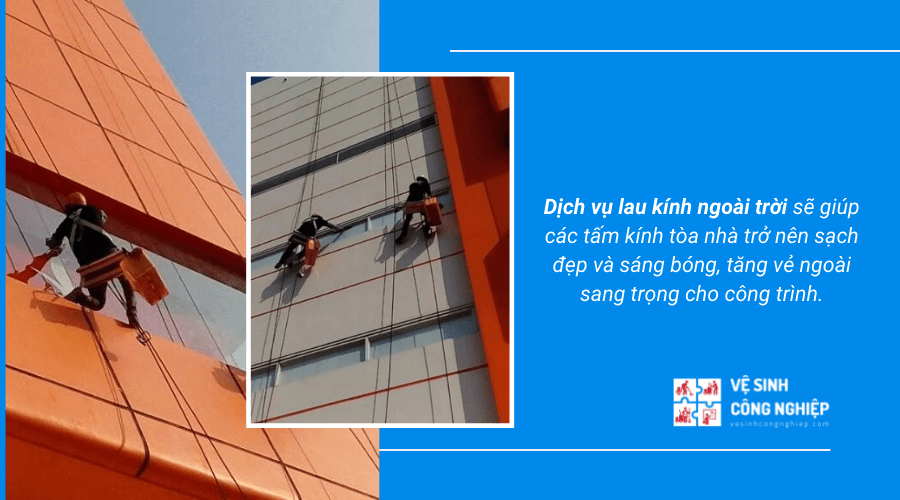 Dịch vụ lau kính ngoài trời sẽ giúp
các tấm kính tòa nhà trở nên sạch
đẹp và sáng bóng, tăng vẻ ngoài
sang trọng cho công trình.
VỆ SINH
CÔNG NGHIỆP
vesinhcongnghiep.com